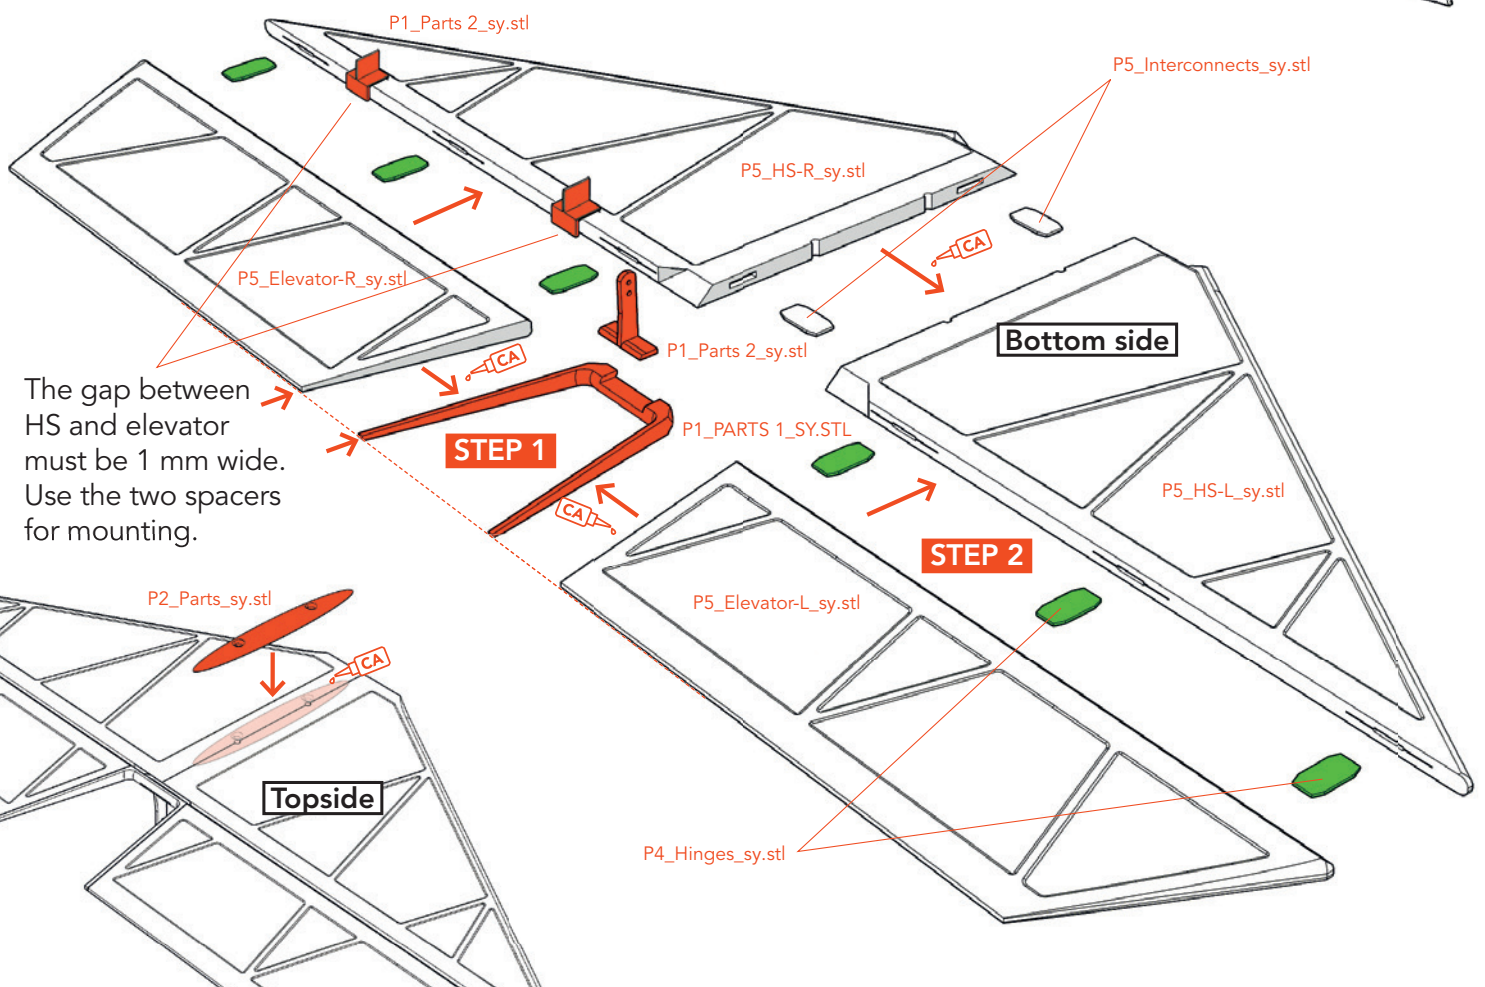 P1_Parts 2_sy.stl
P5_Interconnects_sy.stl
P5_HS-R_sy.stl
CA
P5_Elevator-R_sy.stl
Bottom side
P1_Parts 2_sy.stl
CA
The gap between
HS and elevator
must be 1 mm wide.
Use the two spacers
for mounting.
P1_PARTS 1_SY.STL
STEP 1
P5_HS-L_sy.stl
CA
STEP 2
P2_Parts_sy.stl
P5_Elevator-L_sy.stl
CA
Topside
P4_Hinges_sy.stl